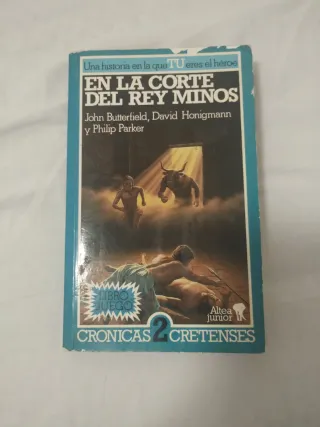 Una historia en la que TU eres el héroe
EN LA CORTE
DEL REY MINOS
John Butterfield, David Honigmann
y Philip Parker
LIBRO
JUEGO
Altea
junior
CRONICAS 2 CRETENSES